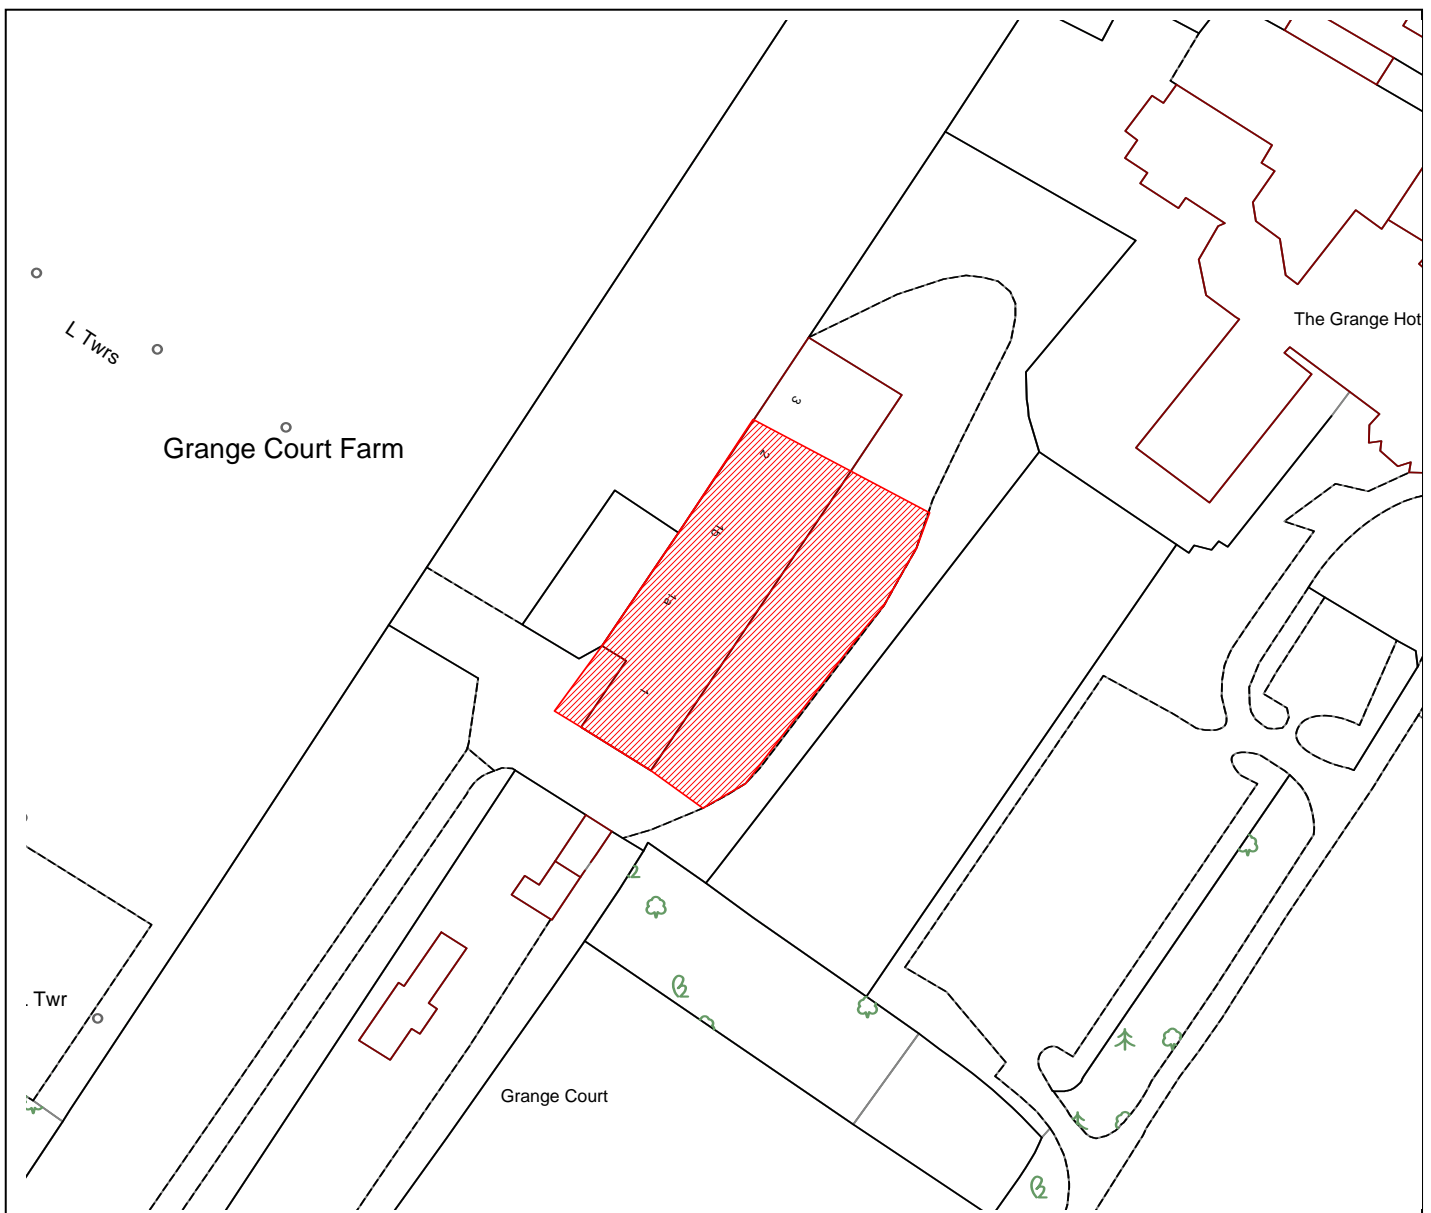 The Grange Hot
L Twrs
3
Grange Court Farm
2
1b
1a
1
. Twr
Grange Court